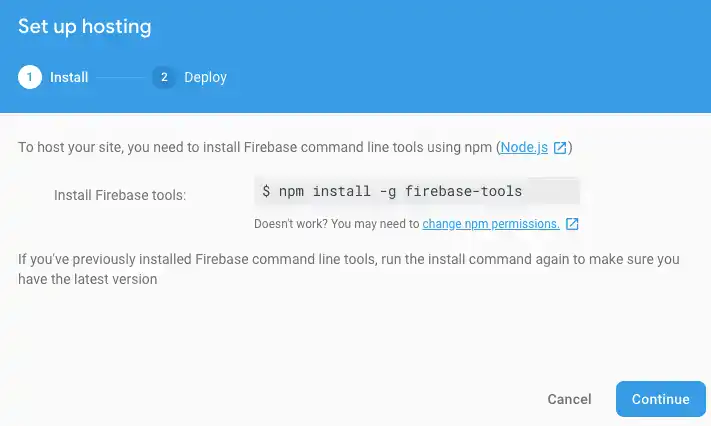 Set up hosting
1 Install 2 Deploy
To host your site, you need to install Firebase command line tools using npm (Node.js)
Install Firebase tools: $ npm install -g firebase-tools
Doesn't work? You may need to change npm permissions.
If you've previously installed Firebase command line tools, run the install command again to make sure you
have the latest version
Cancel Continue